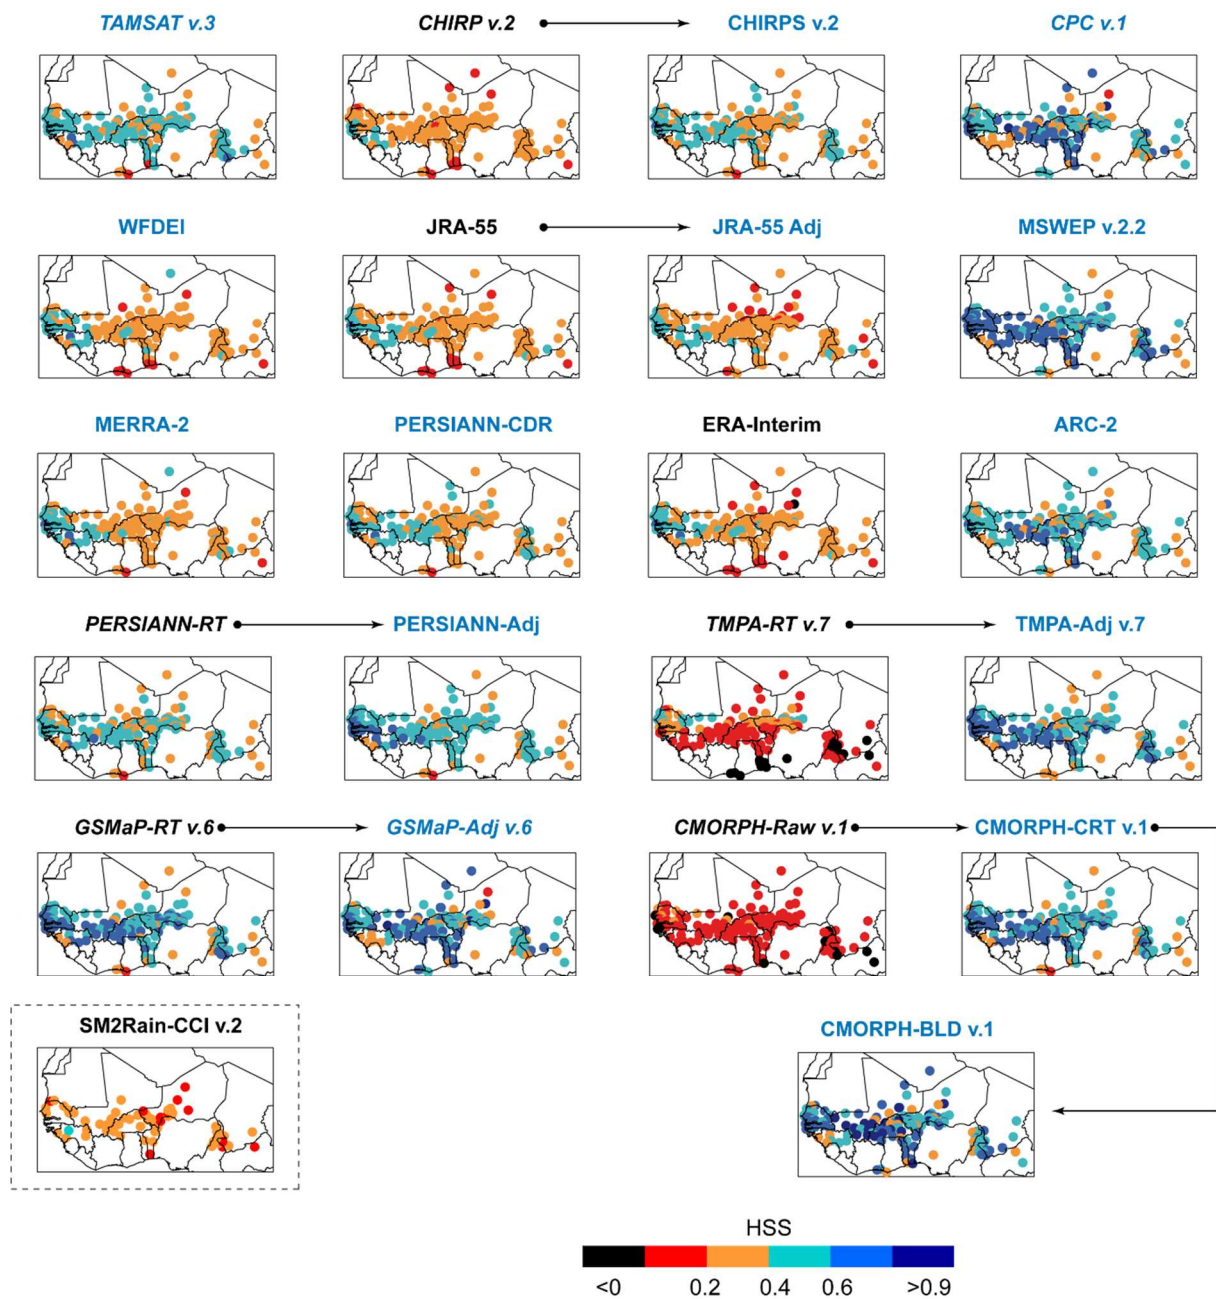 TAMSAT v.3
CHIRP v.2
CHIRPS v.2
CPC v.1
WFDEI
JRA-55
JRA-55 Adj
MSWEP v.2.2
MERRA-2
PERSIANN-CDR
ERA-Interim
ARC-2
PERSIANN-RT
PERSIANN-Adj
TMPA-RT v.7
TMPA-Adj v.7
GSMaP-RT v.6
GSMaP-Adj v.6
CMORPH-Raw v.1
CMORPH-CRT v.1
SM2Rain-CCI v.2
CMORPH-BLD v.1
HSS
<0 0.2 0.4 0.6 >0.9